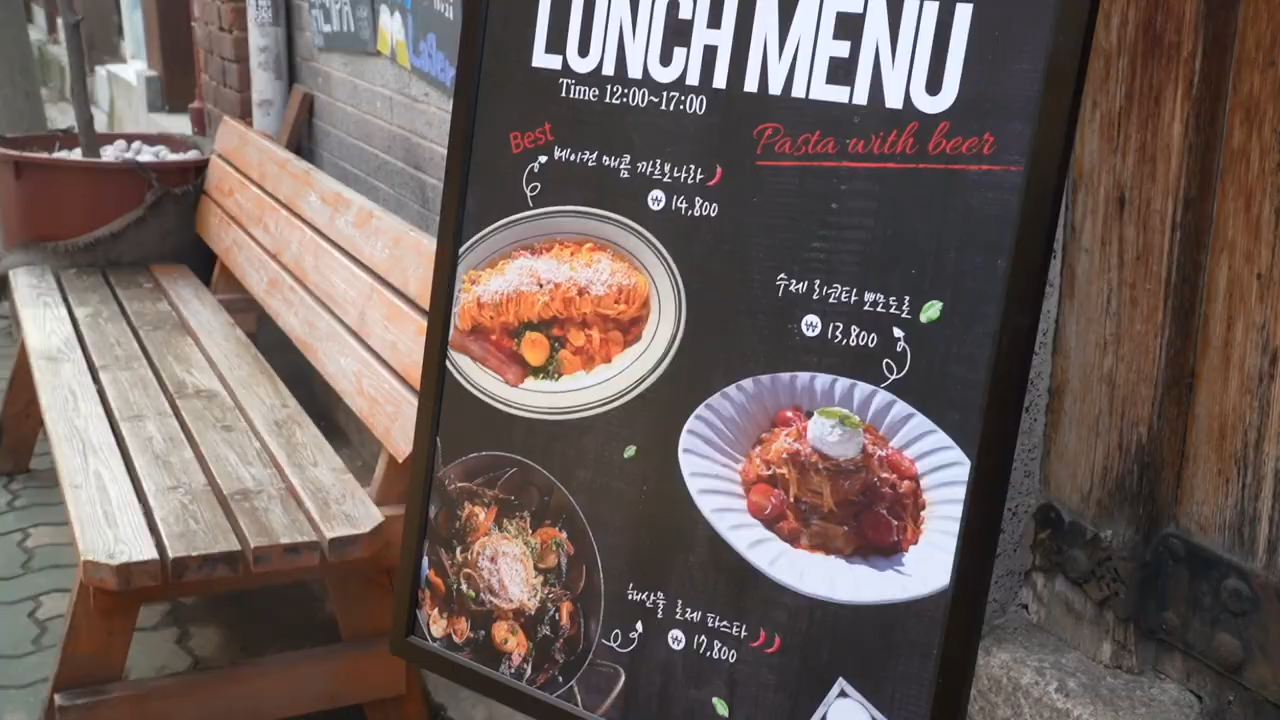 LUNCH MENU
Time 12:00~17:00
Pasta with beer
Best
베이컨 매콤 까르보나라
₩ 14,800
수제 리코타 뽀모도로
₩ 13,800
해산물 로제 파스타
₩ 17,800
Lager